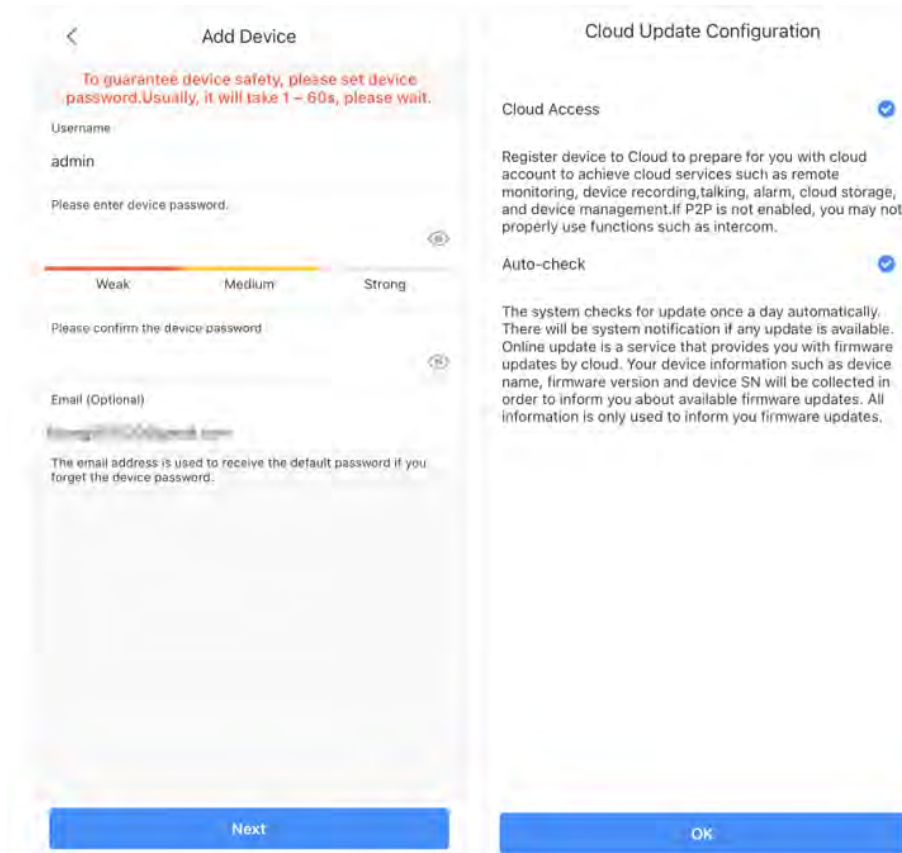 Add Device
To guarantee device safety, please set device
password.Usually, it will take 1 – 60s, please wait.
Username
admin
Please enter device password.
Weak Medium Strong
Please confirm the device password
Email (Optional)
The email address is used to receive the default password if you
forget the device password.
Next
Cloud Update Configuration
Cloud Access
Register device to Cloud to prepare for you with cloud
account to achieve cloud services such as remote
monitoring, device recording,talking, alarm, cloud storage,
and device management.If P2P is not enabled, you may not
properly use functions such as intercom.
Auto-check
The system checks for update once a day automatically.
There will be system notification if any update is available.
Online update is a service that provides you with firmware
updates by cloud. Your device information such as device
name, firmware version and device SN will be collected in
order to inform you about available firmware updates. All
information is only used to inform you firmware updates.
OK